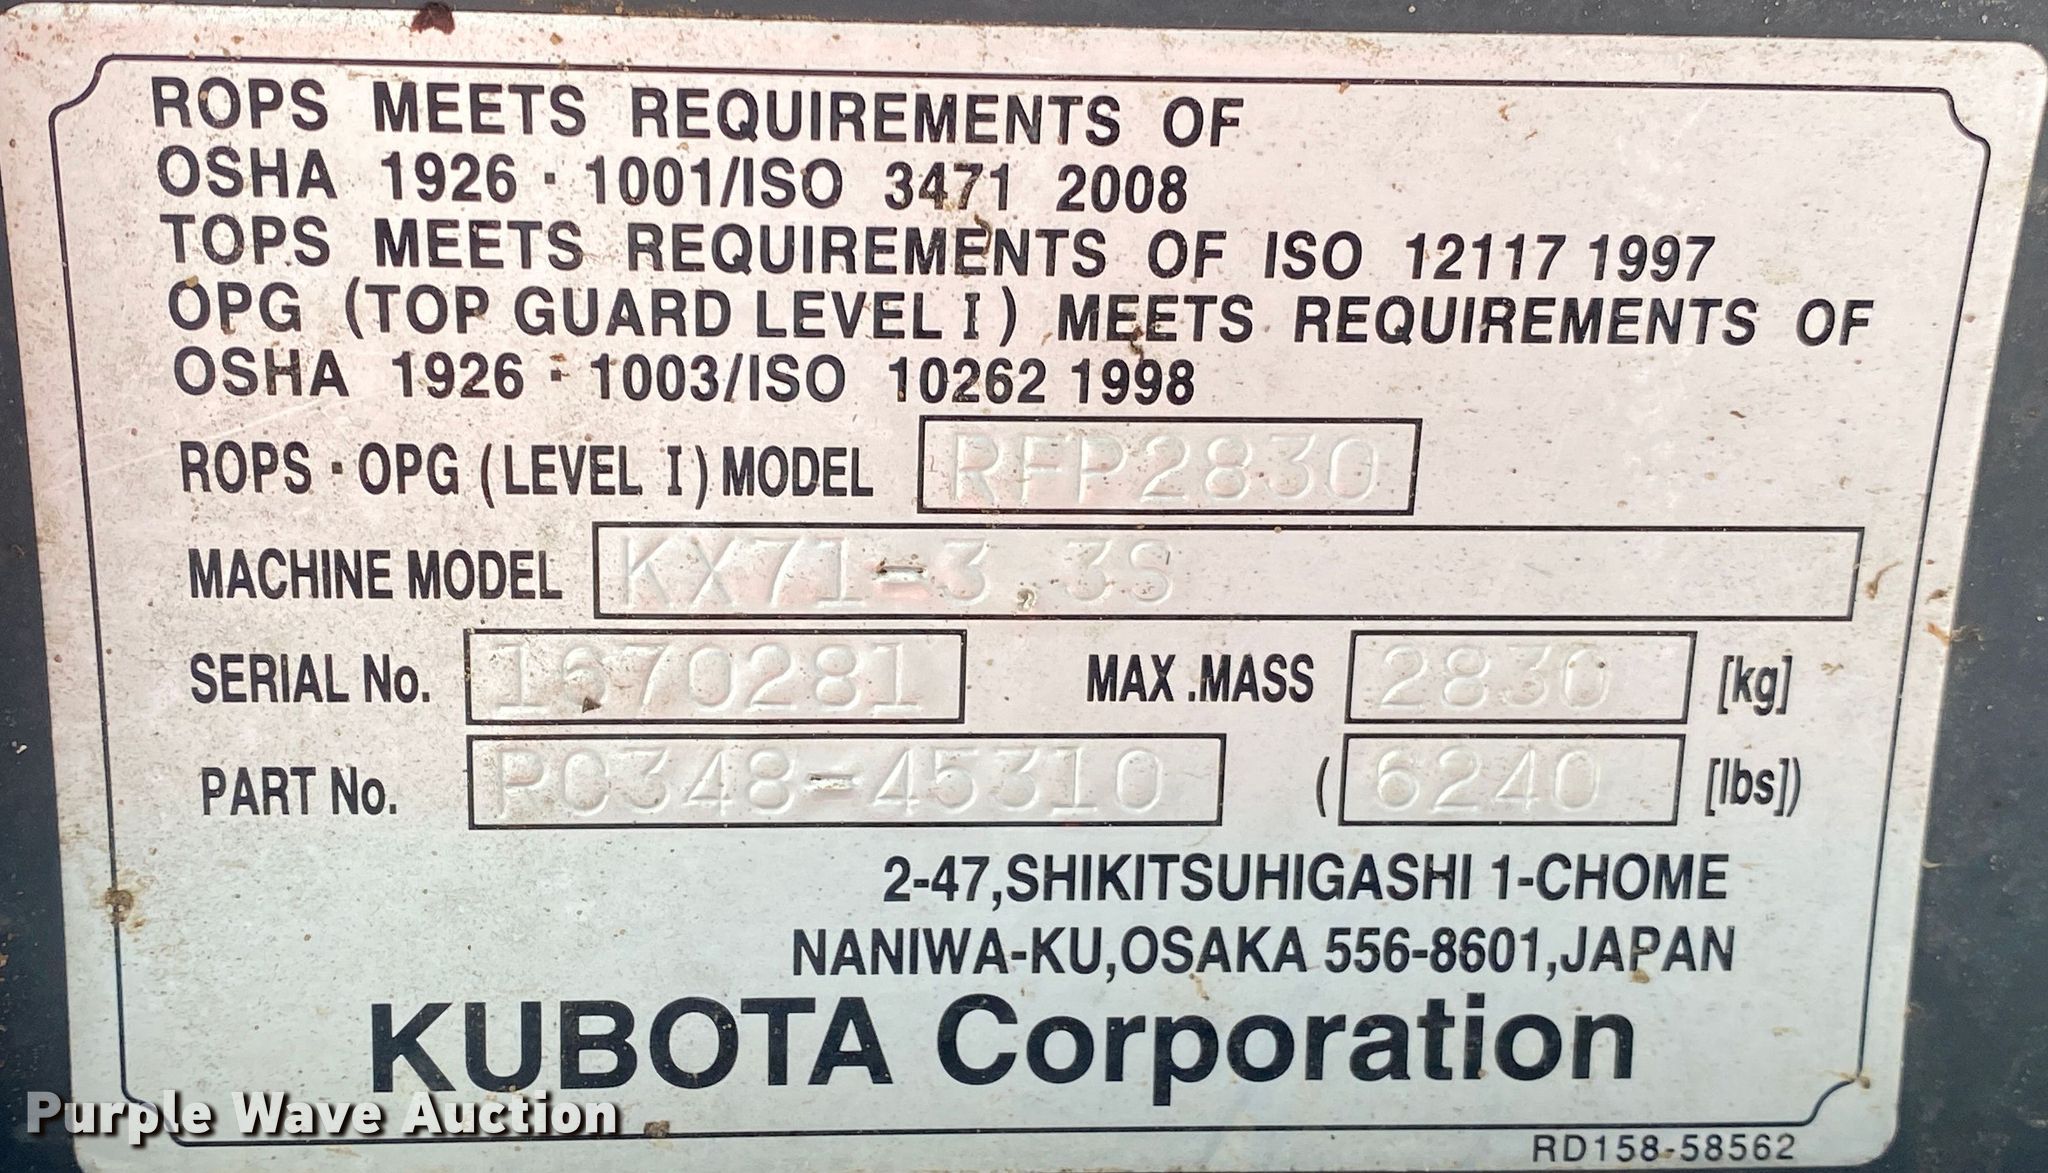 ROPS MEETS REQUIREMENTS OF
OSHA 1926 · 1001/ISO 3471 2008
TOPS MEETS REQUIREMENTS OF ISO 12117 1997
OPG (TOP GUARD LEVEL I) MEETS REQUIREMENTS OF
OSHA 1926 · 1003/ISO 10262 1998
ROPS · OPG (LEVEL I) MODEL RFP2830
MACHINE MODEL KX71-3.3S
SERIAL No. 1670281 MAX.MASS 2830 [kg]
PART No. PC348-45310 (6240 [lbs])
2-47,SHIKITSUHIGASHI 1-CHOME
NANIWA-KU,OSAKA 556-8601,JAPAN
KUBOTA Corporation
Purple Wave Auction
RD158-58562